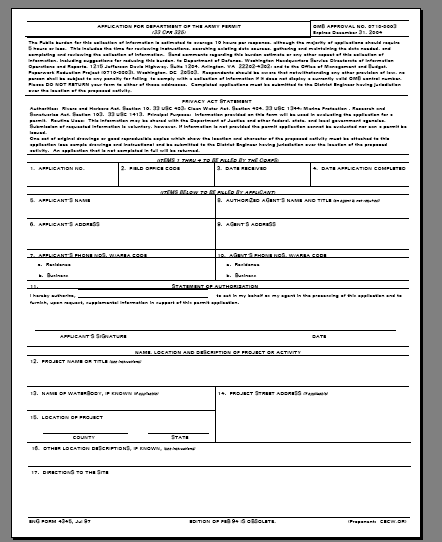 APPLICATION FOR DEPARTMENT OF THE ARMY PERMIT
(33 CFR 325)
OMB APPROVAL NO. 0710-0003
Expires December 31, 2004
The Public burden for this collection of information is estimated to average 10 hours per response, although the majority of applications should require
5 hours or less. This includes the time for reviewing instructions, searching existing data sources, gathering and maintaining the data needed, and
completing and reviewing the collection of information. Send comments regarding this burden estimate or any other aspect of this collection of
information, including suggestions for reducing this burden, to Department of Defense, Washington Headquarters Service Directorate of Information
Operations and Reports, 1215 Jefferson Davis Highway, Suite 1204, Arlington, VA 22202-4302; and to the Office of Management and Budget,
Paperwork Reduction Project (0710-0003), Washington, DC 20503. Respondents should be aware that notwithstanding any other provision of law, no
person shall be subject to any penalty for failing to comply with a collection of information if it does not display a currently valid OMB control number.
Please DO NOT RETURN your form to either of those addresses. Completed applications must be submitted to the District Engineer having jurisdiction
over the location of the proposed activity.
PRIVACY ACT STATEMENT
Authorities: Rivers and Harbors Act, Section 10, 33 USC 403; Clean Water Act, Section 404, 33 USC 1344; Marine Protection, Research and
Sanctuaries Act, Section 103, 33 USC 1413. Principal Purpose: Information provided on this form will be used in evaluating the application for a
permit. Routine Uses: This information may be shared with the Department of Justice and other federal, state, and local government agencies.
Submission of requested information is voluntary, however, if information is not provided the permit application cannot be evaluated nor can a permit be
issued.
One set of original drawings or good reproducible copies which show the location and character of the proposed activity must be attached to this
application (see sample drawings and instructions) and be submitted to the District Engineer having jurisdiction over the location of the proposed
activity. An application that is not completed in full will be returned.
(ITEMS 1 THRU 4 TO BE FILLED BY THE CORPS)
1. APPLICATION NO.
2. FIELD OFFICE CODE
3. DATE RECEIVED
4. DATE APPLICATION COMPLETED
(ITEMS BELOW TO BE FILLED BY APPLICANT)
5. APPLICANT'S NAME
8. AUTHORIZED AGENT'S NAME AND TITLE (an agent is not required)
6. APPLICANT'S ADDRESS
9. AGENT'S ADDRESS
7. APPLICANT'S PHONE NOS. W/AREA CODE
10. AGENT'S PHONE NOS. W/AREA CODE
a. Residence
a. Residence
b. Business
b. Business
11. STATEMENT OF AUTHORIZATION
I hereby authorize, to act in my behalf as my agent in the processing of this application and to
furnish, upon request, supplemental information in support of this permit application.
APPLICANT'S SIGNATURE
DATE
NAME, LOCATION AND DESCRIPTION OF PROJECT OR ACTIVITY
12. PROJECT NAME OR TITLE (see instructions)
13. NAME OF WATERBODY, IF KNOWN (if applicable)
14. PROJECT STREET ADDRESS (if applicable)
15. LOCATION OF PROJECT
COUNTY
STATE
16. OTHER LOCATION DESCRIPTIONS, IF KNOWN, (see instructions)
17. DIRECTIONS TO THE SITE
ENG FORM 4345, Jul 97
EDITION OF FEB 94 IS OBSOLETE.
(Proponent: CECW-OR)